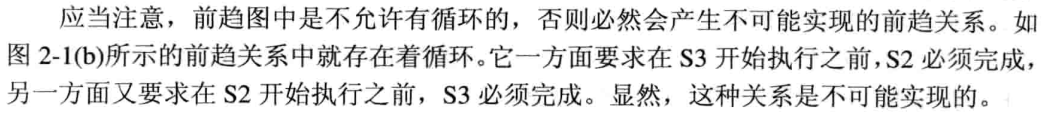 应当注意，前趋图中是不允许有循环的，否则必然会产生不可能实现的前趋关系。如
图 2-1(b)所示的前趋关系中就存在着循环。它一方面要求在 S3 开始执行之前，S2 必须完成，
另一方面又要求在 S2 开始执行之前，S3 必须完成。显然，这种关系是不可能实现的。